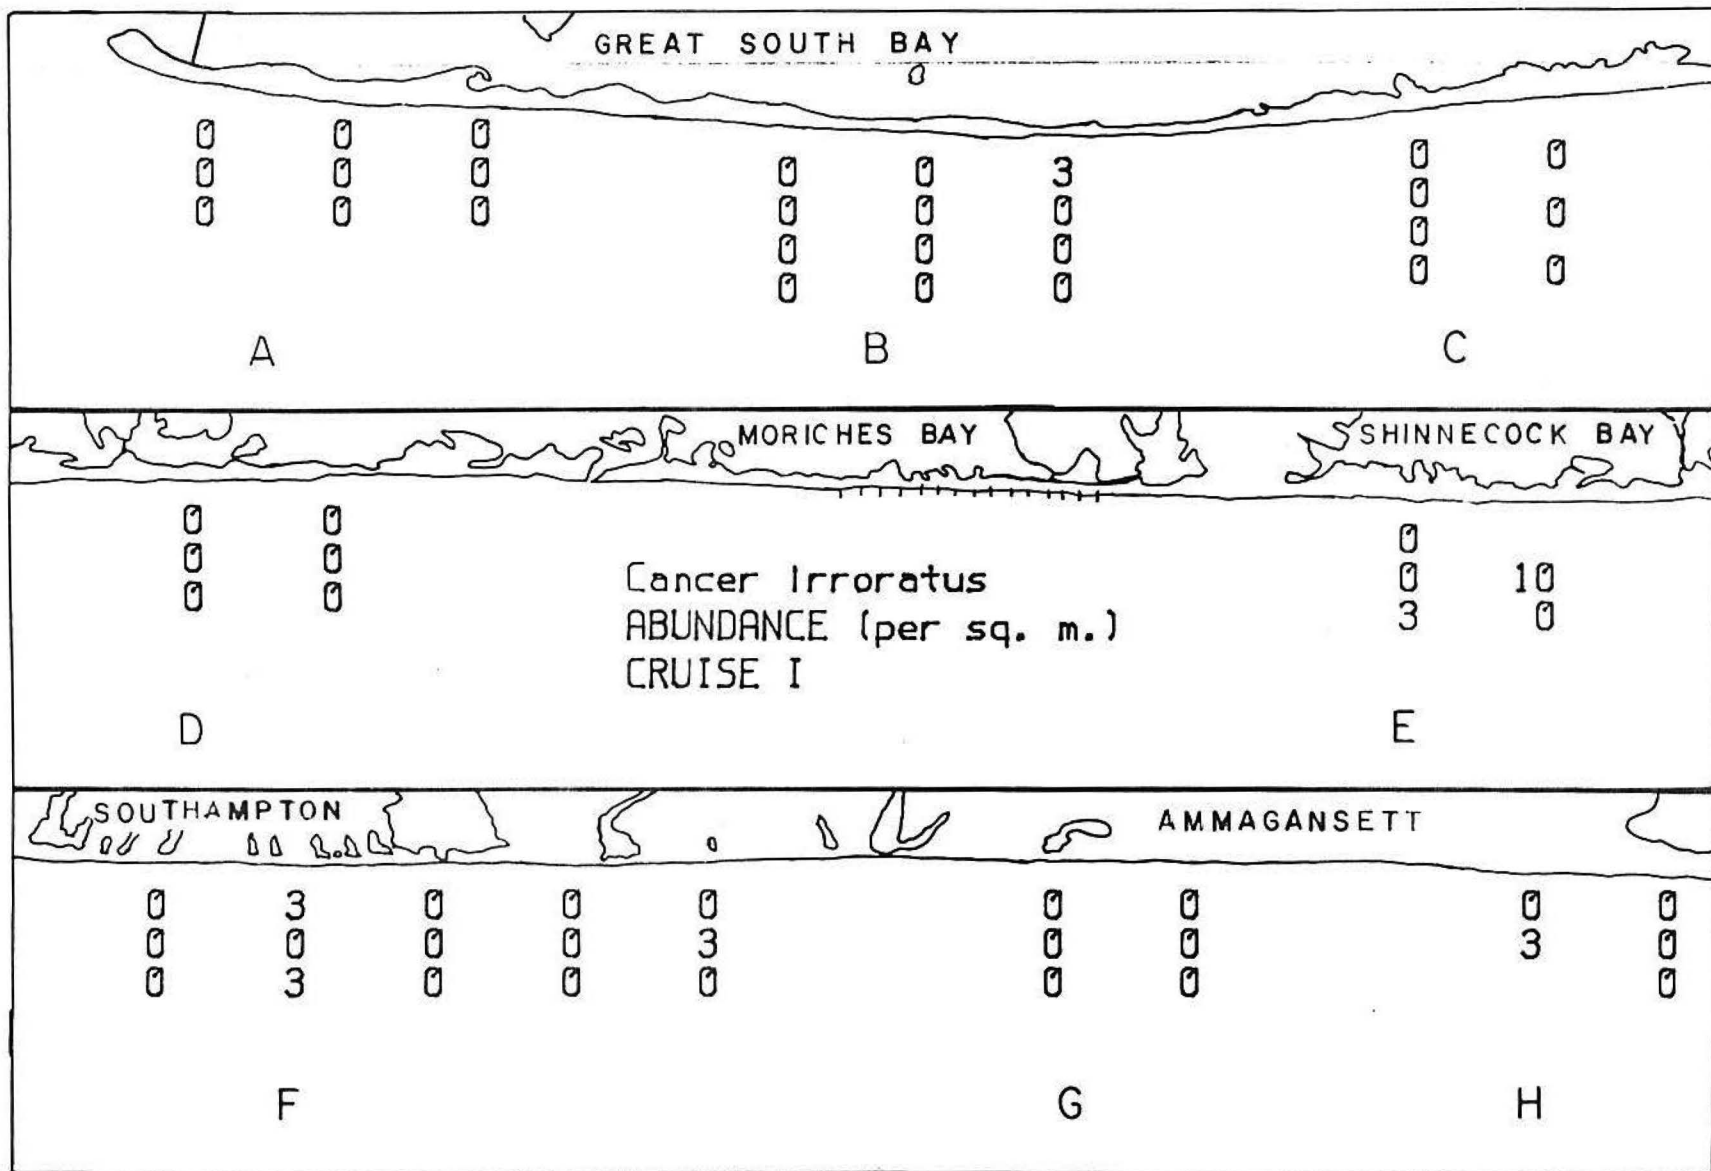 GREAT SOUTH BAY
0 0 0
0 0 0
0 0 0
0 0 3
0 0 0
0 0 0
0 0 0
0 0
0
0 0
0
0 0
A B C
MORICHES BAY SHINNECOCK BAY
0 0
0 0
0 0
Cancer Irroratus
ABUNDANCE (per sq. m.)
CRUISE I
0
0 10
3 0
D E
SOUTHAMPTON AMMAGANSETT
0 3 0 0 0 0 0 0 0
0 0 0 0 3 0 0 3 0
0 3 0 0 0 0 0 0
F G H